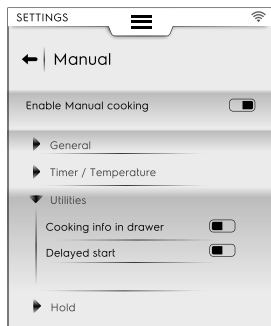 SETTINGS
Manual
Enable Manual cooking
General
Timer / Temperature
Utilities
Cooking info in drawer
Delayed start
Hold